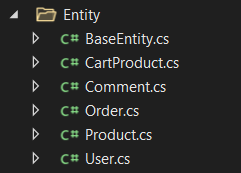 Entity
C# BaseEntity.cs
C# CartProduct.cs
C# Comment.cs
C# Order.cs
C# Product.cs
C# User.cs